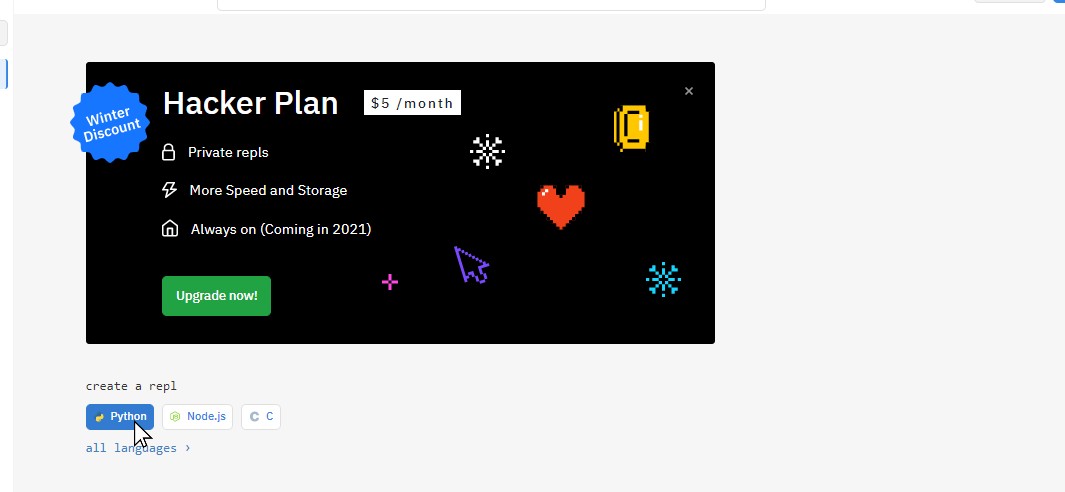 Winter
Discount
Hacker Plan $5 /month
Private repls
More Speed and Storage
Always on (Coming in 2021)
Upgrade now!
create a repl
Python Node.js C
all languages ›